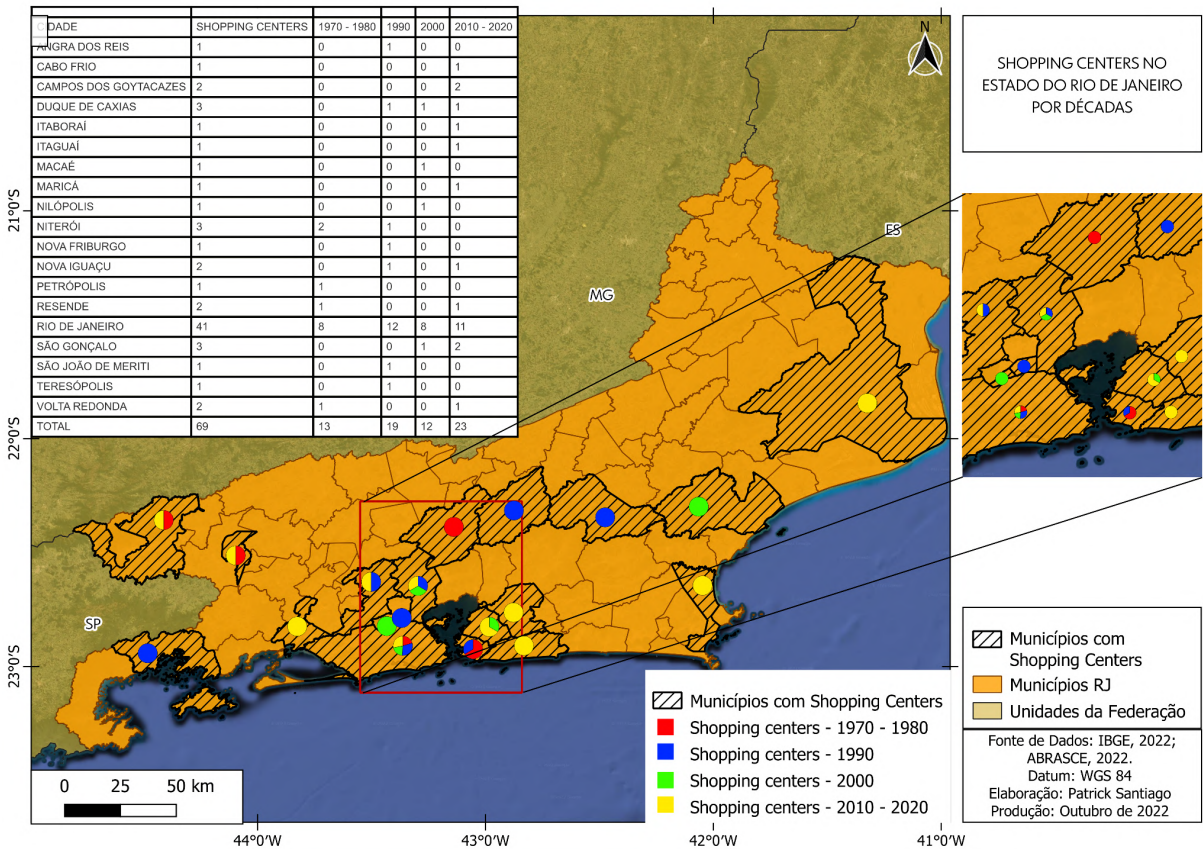 CIDADE SHOPPING CENTERS 1970 - 1980 1990 2000 2010 - 2020
ANGRA DOS REIS 1 0 1 0 0
CABO FRIO 1 0 0 0 1
CAMPOS DOS GOYTACAZES 2 0 0 0 2
DUQUE DE CAXIAS 3 0 1 1 1
ITABORAÍ 1 0 0 0 1
ITAGUAÍ 1 0 0 0 1
MACAÉ 1 0 0 1 0
MARICÁ 1 0 0 0 1
NILÓPOLIS 1 0 0 1 0
NITERÓI 3 2 1 0 0
NOVA FRIBURGO 1 0 1 0 0
NOVA IGUAÇU 2 0 1 0 1
PETRÓPOLIS 1 1 0 0 0
RESENDE 2 1 0 0 1
RIO DE JANEIRO 41 8 12 8 11
SÃO GONÇALO 3 0 0 1 2
SÃO JOÃO DE MERITI 1 0 1 0 0
TERESÓPOLIS 1 0 1 0 0
VOLTA REDONDA 2 1 0 0 1
TOTAL 69 13 19 12 23
N
SHOPPING CENTERS NO
ESTADO DO RIO DE JANEIRO
POR DÉCADAS
21°0'S
22°0'S
23°0'S
ES
MG
SP
Municípios com Shopping Centers
Shopping centers - 1970 - 1980
Shopping centers - 1990
Shopping centers - 2000
Shopping centers - 2010 - 2020
Municípios com
Shopping Centers
Municípios RJ
Unidades da Federação
Fonte de Dados: IBGE, 2022;
ABRASCE, 2022.
Datum: WGS 84
Elaboração: Patrick Santiago
Produção: Outubro de 2022
0 25 50 km
44°0'W 43°0'W 42°0'W 41°0'W